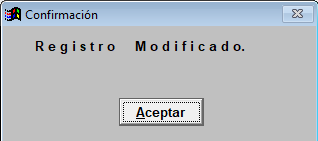 Confirmación
Registro Modificado.
Aceptar